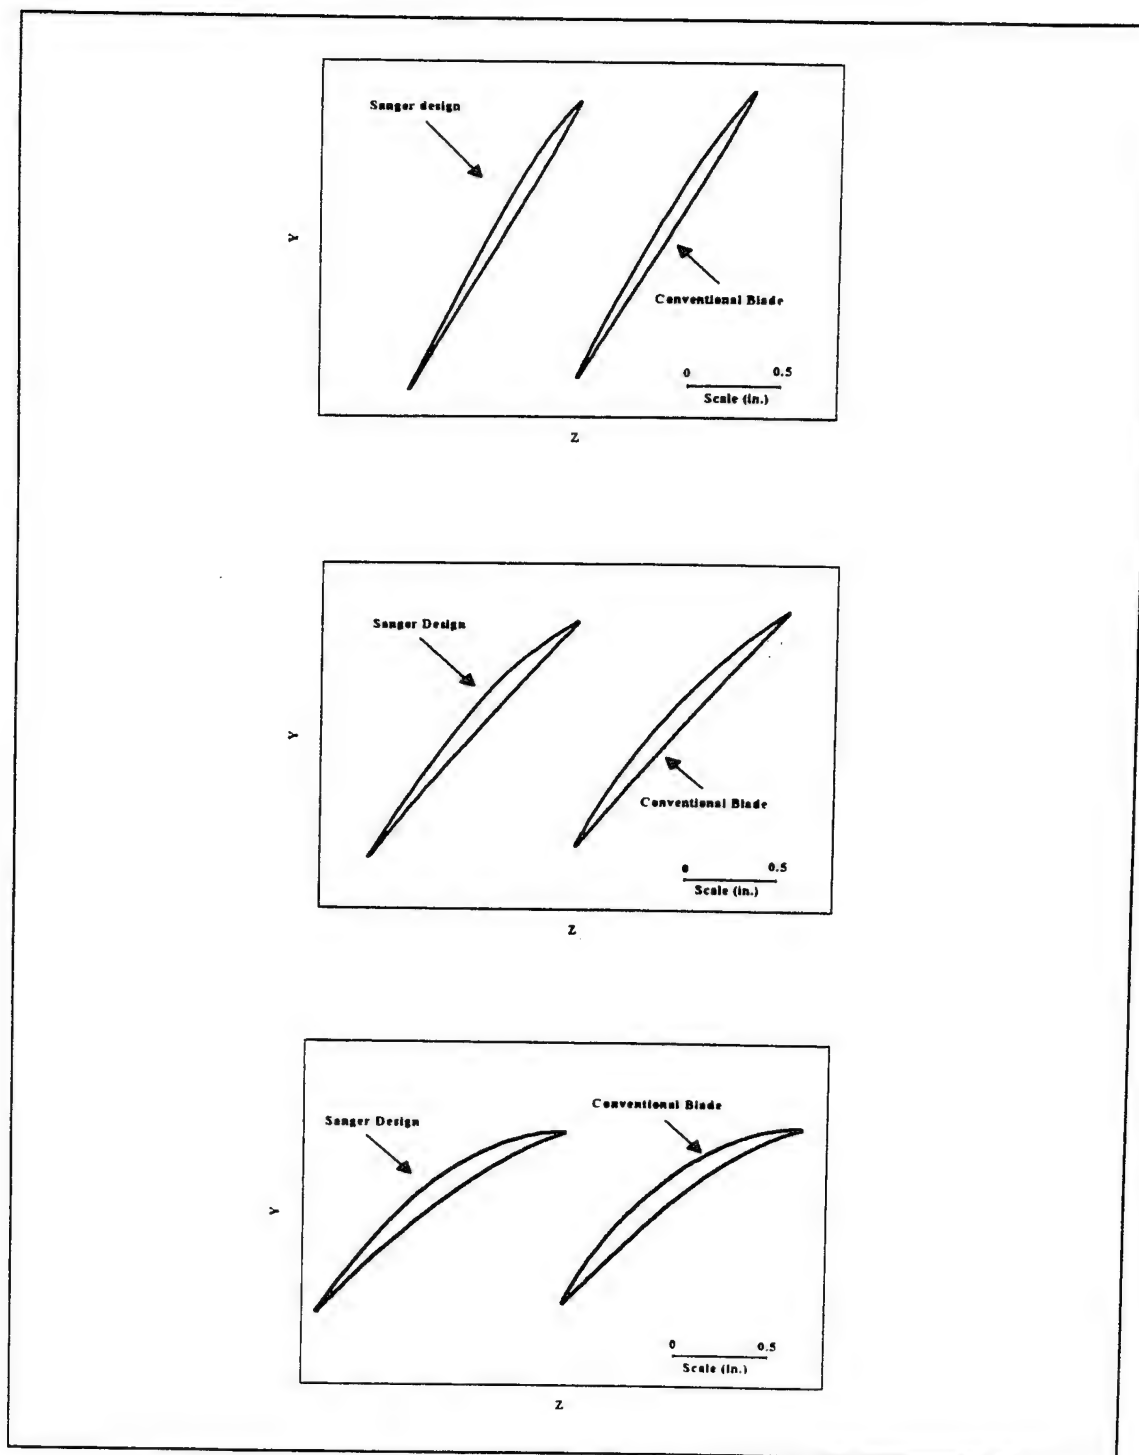 Sanger design
Y
Conventional Blade
0 0.5
Scale (in.)
Z
Sanger Design
Y
Conventional Blade
0 0.5
Scale (in.)
Z
Conventional Blade
Sanger Design
Y
0 0.5
Scale (in.)
Z